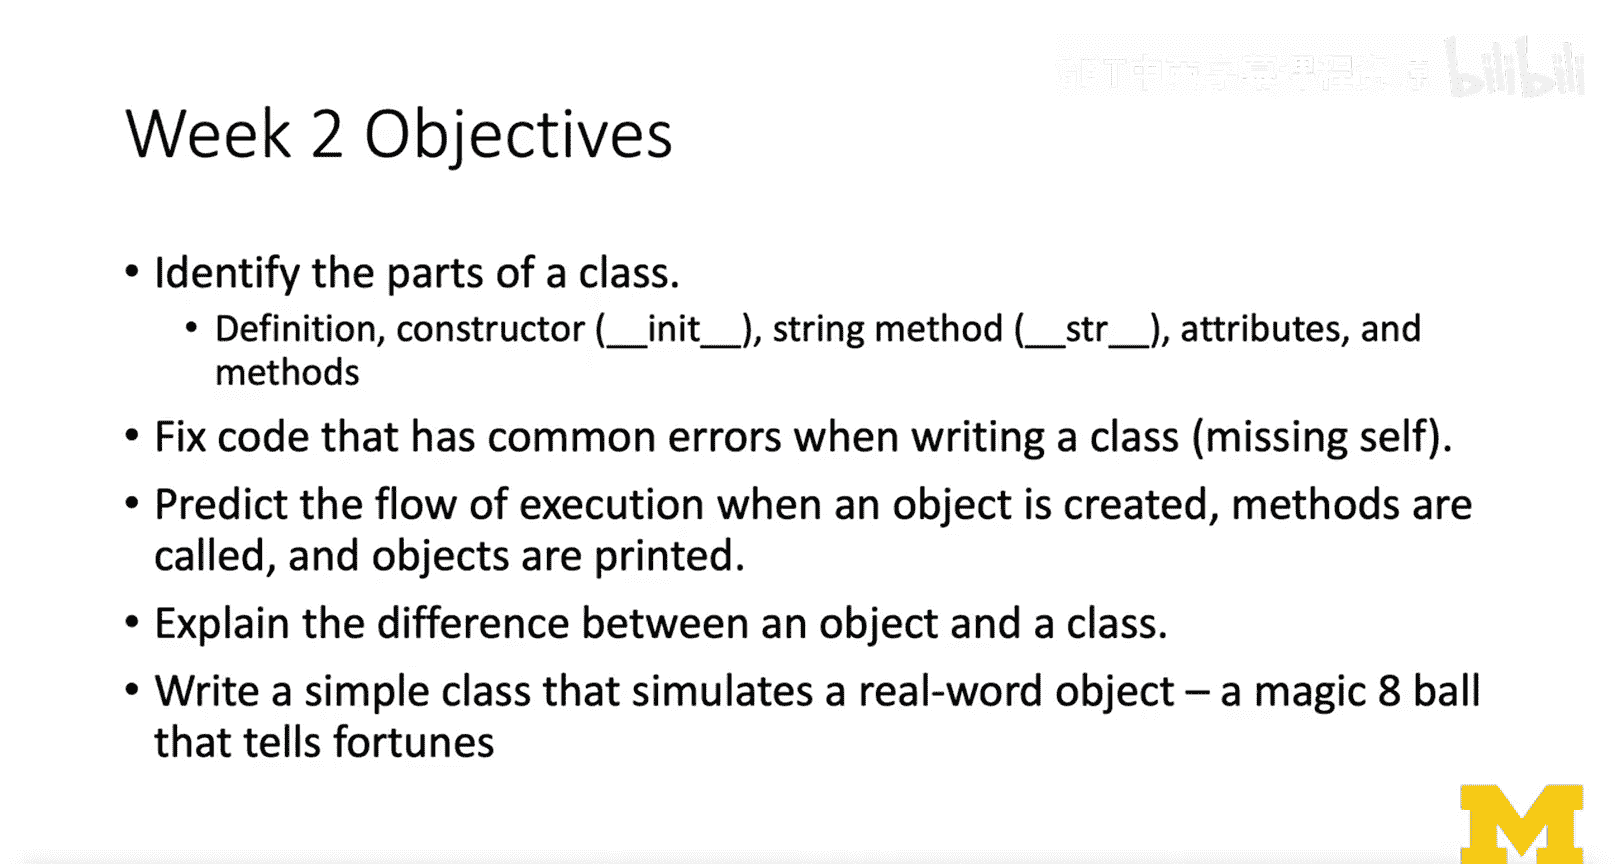 bilibili
Week 2 Objectives
• Identify the parts of a class.
• Definition, constructor (__init__), string method (__str__), attributes, and
methods
• Fix code that has common errors when writing a class (missing self).
• Predict the flow of execution when an object is created, methods are
called, and objects are printed.
• Explain the difference between an object and a class.
• Write a simple class that simulates a real-word object – a magic 8 ball
that tells fortunes
M